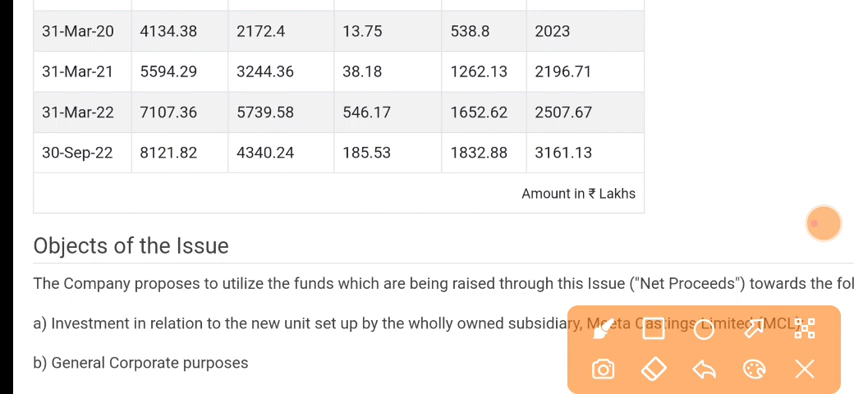 31-Mar-20 4134.38 2172.4 13.75 538.8 2023
31-Mar-21 5594.29 3244.36 38.18 1262.13 2196.71
31-Mar-22 7107.36 5739.58 546.17 1652.62 2507.67
30-Sep-22 8121.82 4340.24 185.53 1832.88 3161.13
Amount in ₹ Lakhs
Objects of the Issue
The Company proposes to utilize the funds which are being raised through this Issue ("Net Proceeds") towards the fol
a) Investment in relation to the new unit set up by the wholly owned subsidiary, Castings Limited (MCL).
b) General Corporate purposes